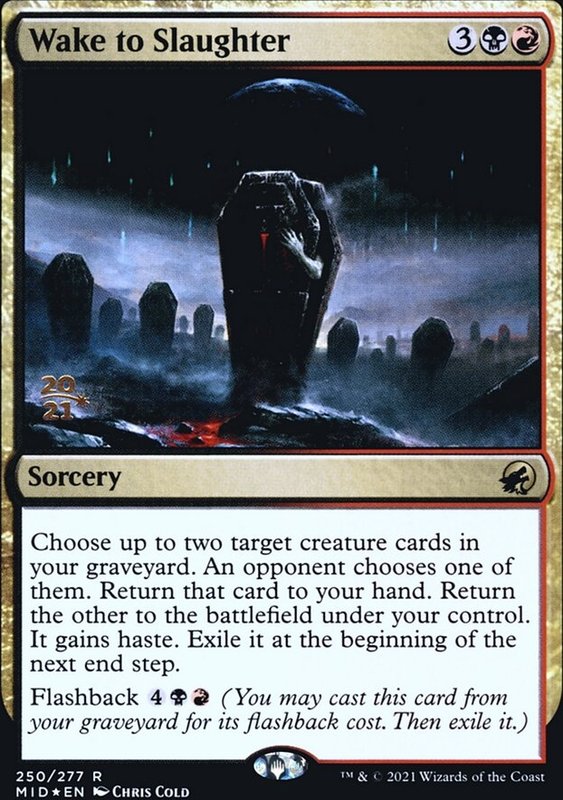 Wake to Slaughter 3
20
21
Sorcery
Choose up to two target creature cards in
your graveyard. An opponent chooses one of
them. Return that card to your hand. Return
the other to the battlefield under your control.
It gains haste. Exile it at the beginning of the
next end step.
Flashback 4 (You may cast this card from
your graveyard for its flashback cost. Then exile it.)
250/277 R
MID★EN Chris Cold
™ & © 2021 Wizards of the Coast